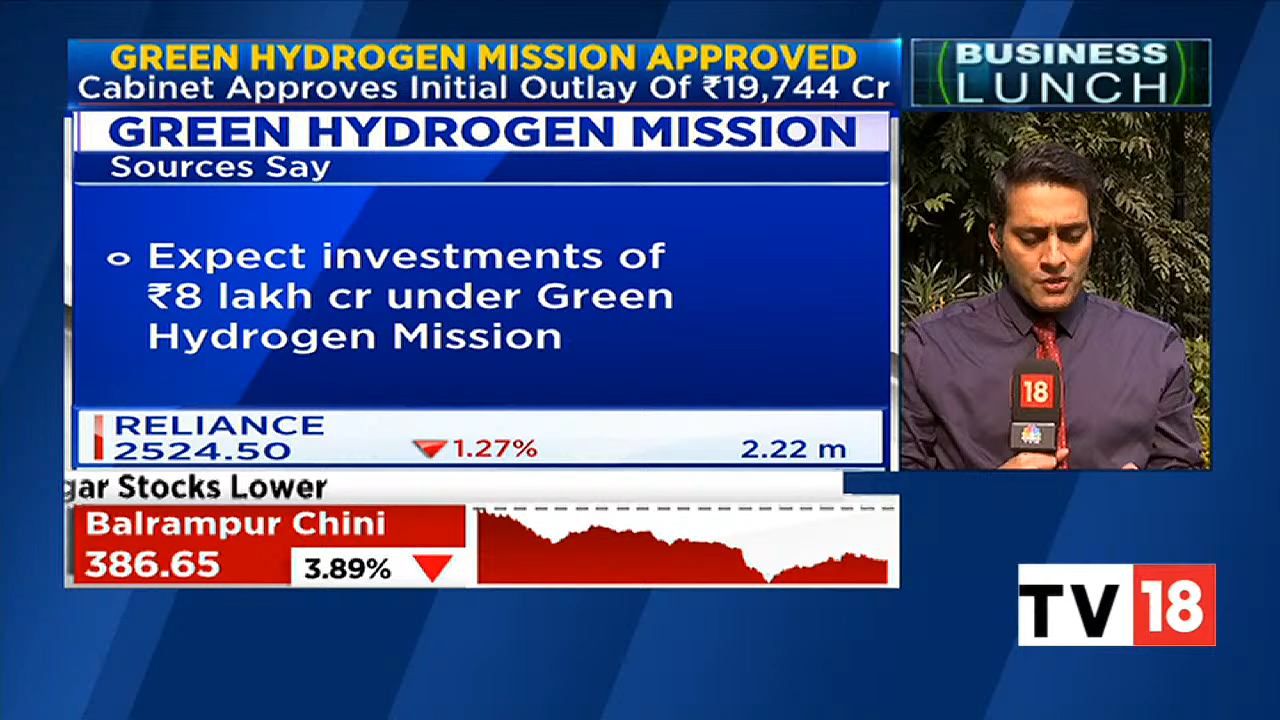 GREEN HYDROGEN MISSION APPROVED
Cabinet Approves Initial Outlay Of ₹19,744 Cr
BUSINESS
LUNCH
GREEN HYDROGEN MISSION
Sources Say
Expect investments of
₹8 lakh cr under Green
Hydrogen Mission
18
RELIANCE
2524.50 1.27% 2.22 m
gar Stocks Lower
Balrampur Chini
386.65 3.89%
TV18